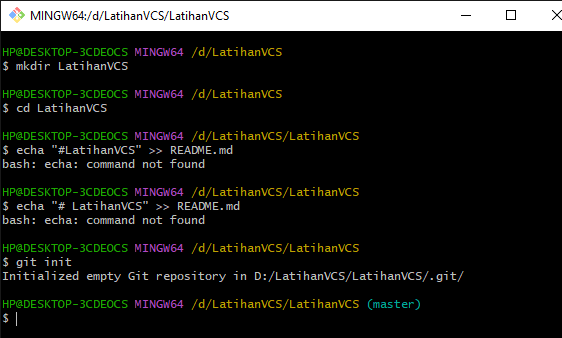 MINGW64:/d/LatihanVCS/LatihanVCS
HP@DESKTOP-3CDEOCS MINGW64 /d/LatihanVCS
$ mkdir LatihanVCS
HP@DESKTOP-3CDEOCS MINGW64 /d/LatihanVCS
$ cd LatihanVCS
HP@DESKTOP-3CDEOCS MINGW64 /d/LatihanVCS/LatihanVCS
$ echa "#LatihanVCS" >> README.md
bash: echa: command not found
HP@DESKTOP-3CDEOCS MINGW64 /d/LatihanVCS/LatihanVCS
$ echa "# LatihanVCS" >> README.md
bash: echa: command not found
HP@DESKTOP-3CDEOCS MINGW64 /d/LatihanVCS/LatihanVCS
$ git init
Initialized empty Git repository in D:/LatihanVCS/LatihanVCS/.git/
HP@DESKTOP-3CDEOCS MINGW64 /d/LatihanVCS/LatihanVCS (master)
$